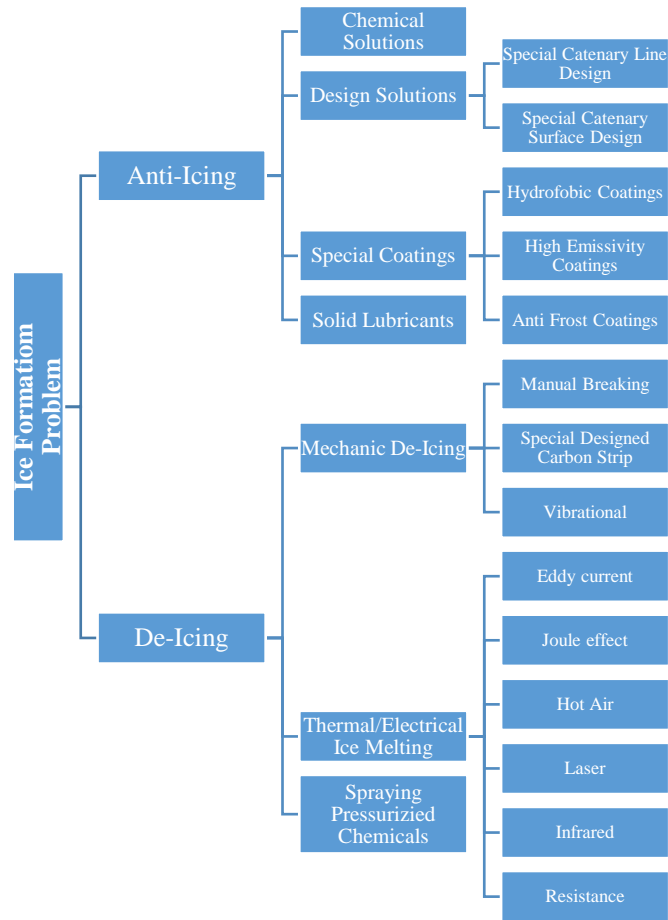 Ice Formatiom
Problem
Anti-Icing
Chemical
Solutions
Design Solutions
Special Catenary Line
Design
Special Catenary
Surface Design
Special Coatings
Hydrofobic Coatings
High Emissivity
Coatings
Anti Frost Coatings
Solid Lubricants
De-Icing
Mechanic De-Icing
Manual Breaking
Special Designed
Carbon Strip
Vibrational
Thermal/Electrical
Ice Melting
Eddy current
Joule effect
Hot Air
Laser
Infrared
Resistance
Spraying
Pressurizied
Chemicals